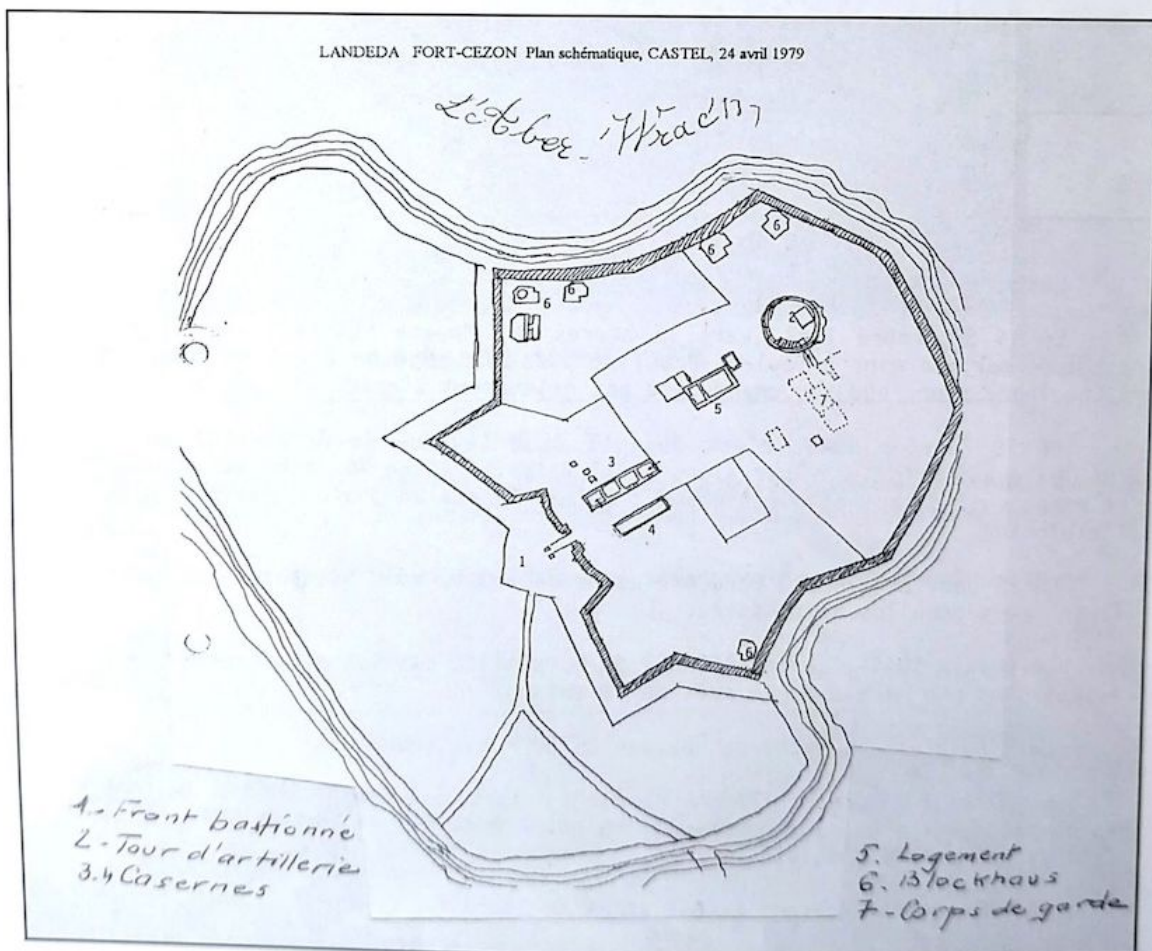 LANDEDA FORT-CEZON Plan schématique, CASTEL, 24 avril 1979
L'Aber-Wrac'h
6
6
6
6
2
7
5
3
4
1
6
1- Front bastionné
2- Tour d'artillerie
3.4 Casernes
5. Logement
6. Blockhaus
7- Corps de garde